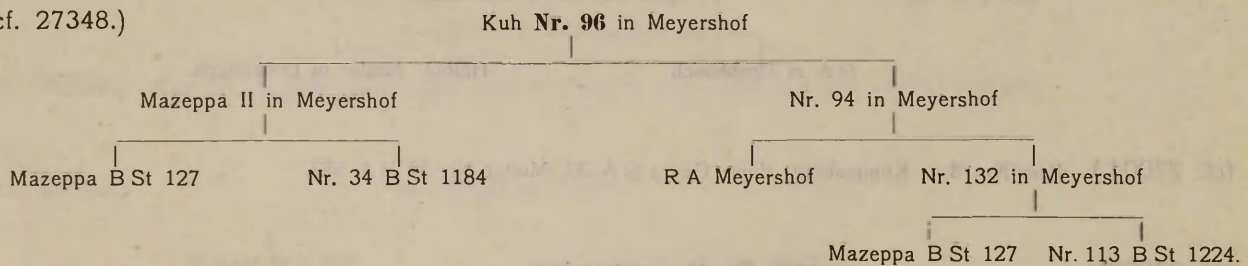 cf. 27348.) Kuh Nr. 96 in Meyershof
Mazeppa II in Meyershof Nr. 94 in Meyershof
Mazeppa B St 127 Nr. 34 B St 1184 R A Meyershof Nr. 132 in Meyershof
Mazeppa B St 127 Nr. 113 B St 1224.